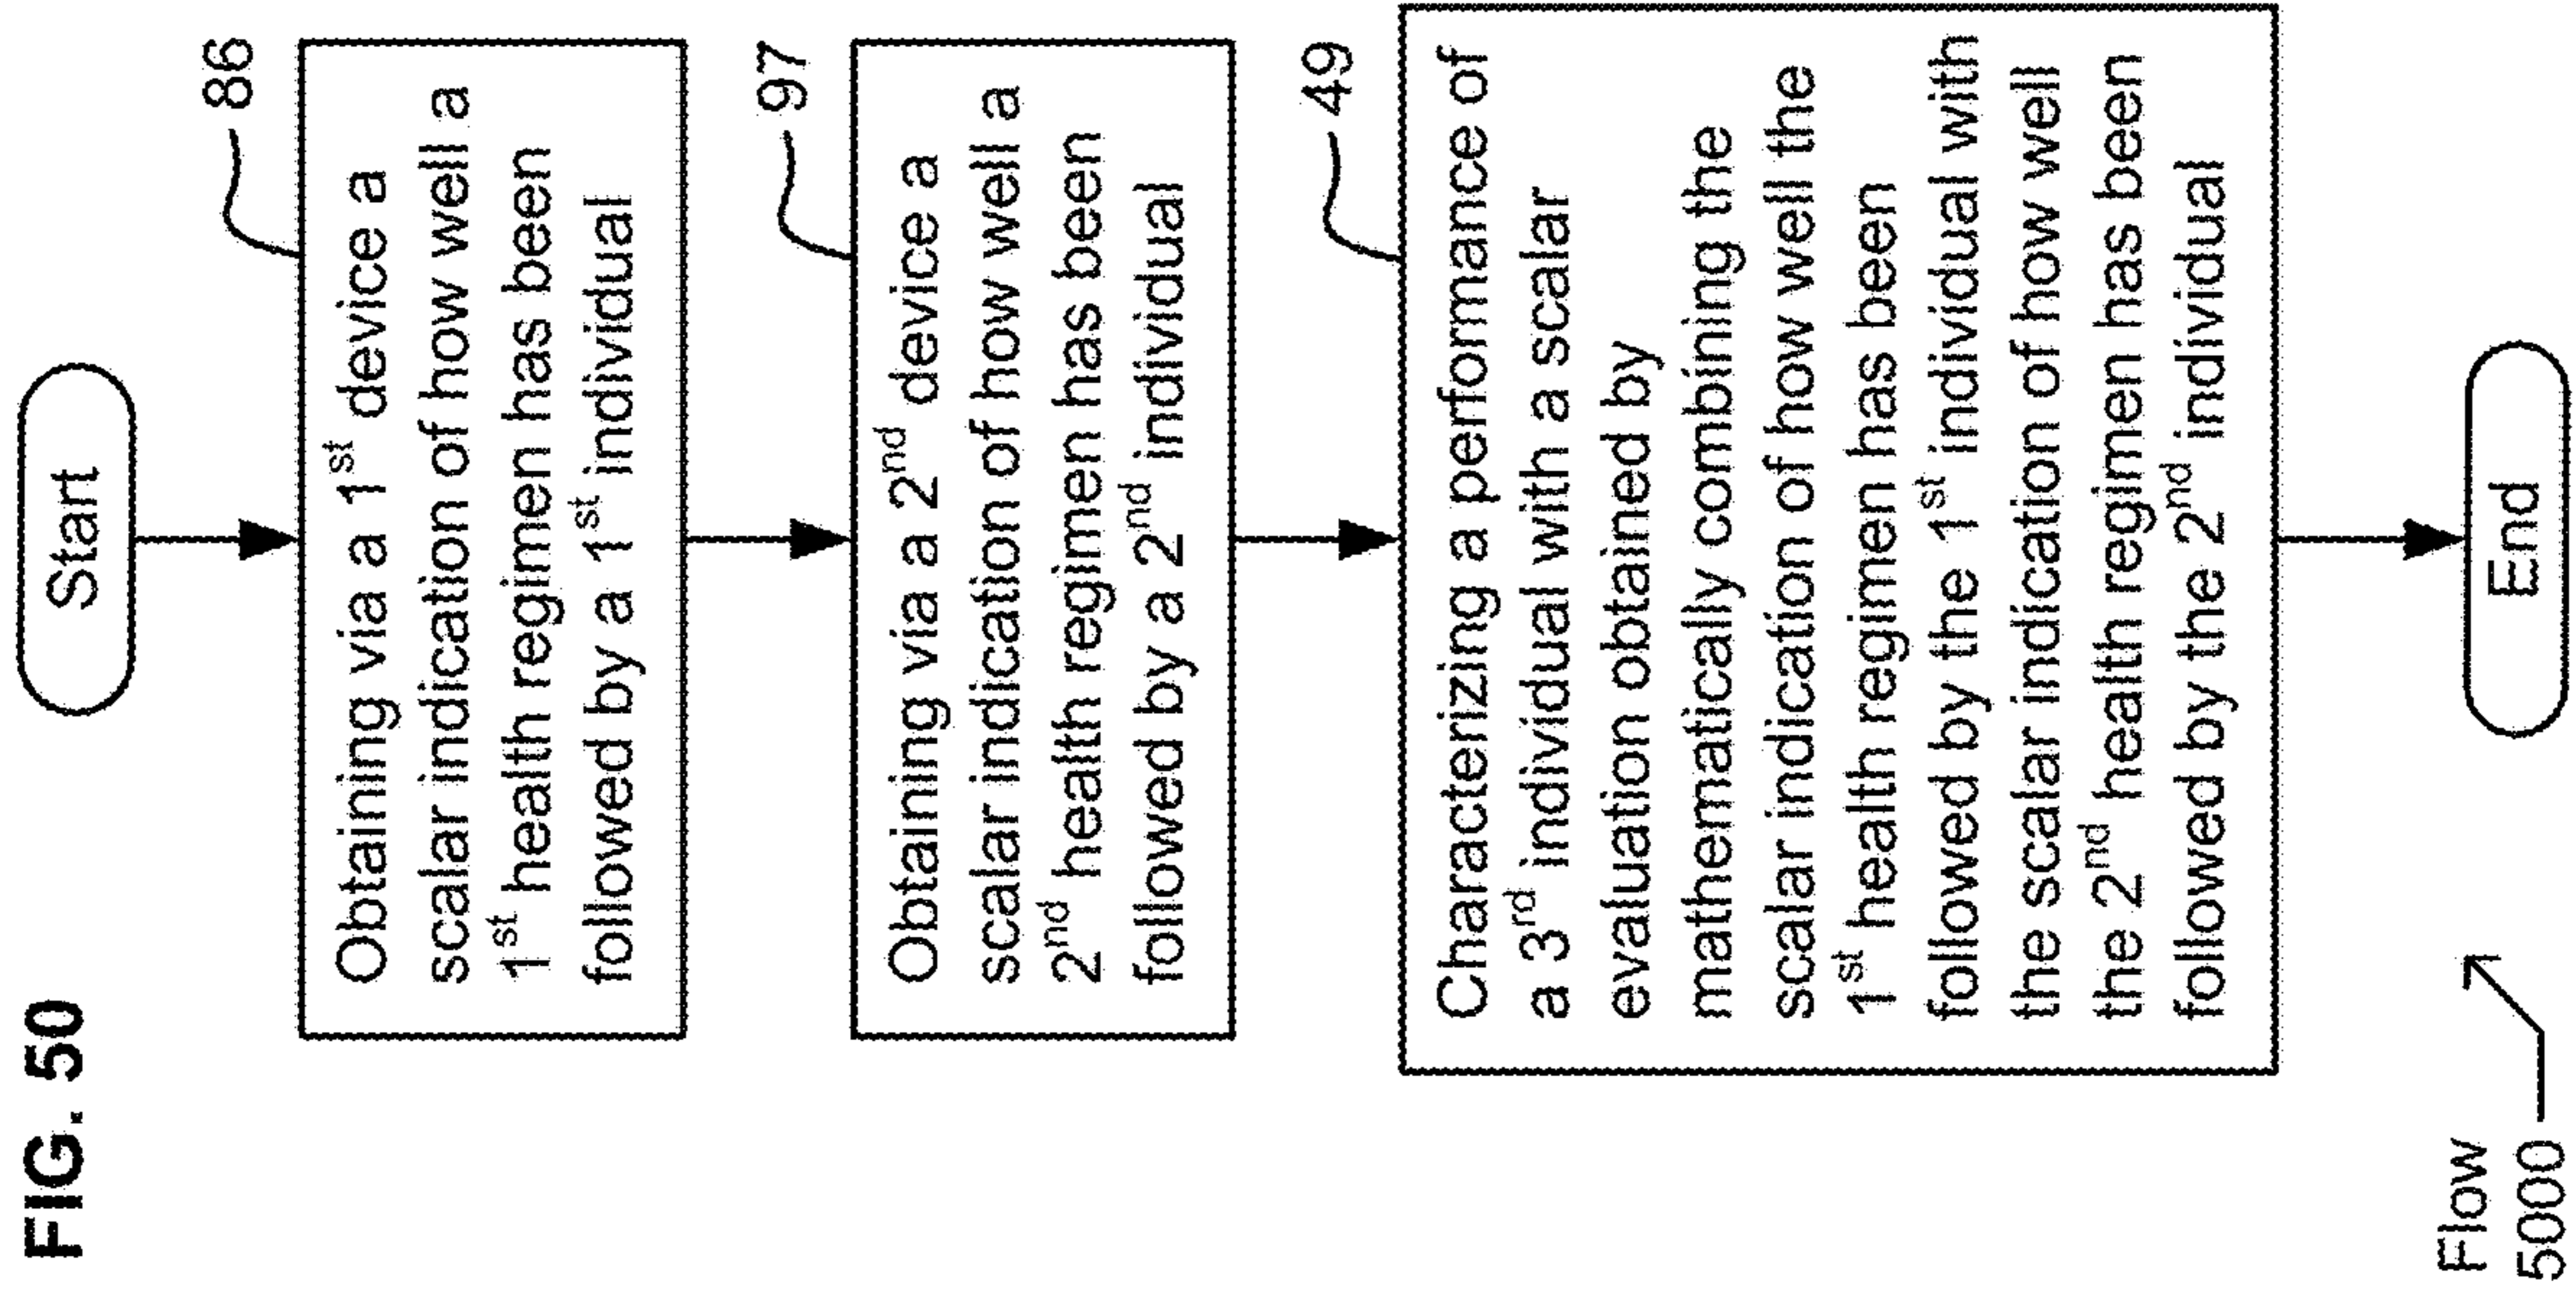 FIG. 50
Start
86
Obtaining via a 1st device a
scalar indication of how well a
1st health regimen has been
followed by a 1st individual
97
Obtaining via a 2nd device a
scalar indication of how well a
2nd health regimen has been
followed by a 2nd individual
49
Characterizing a performance of
a 3rd individual with a scalar
evaluation obtained by
mathematically combining the
scalar indication of how well the
1st health regimen has been
followed by the 1st individual with
the scalar indication of how well
the 2nd health regimen has been
followed by the 2nd individual
Flow
5000
End